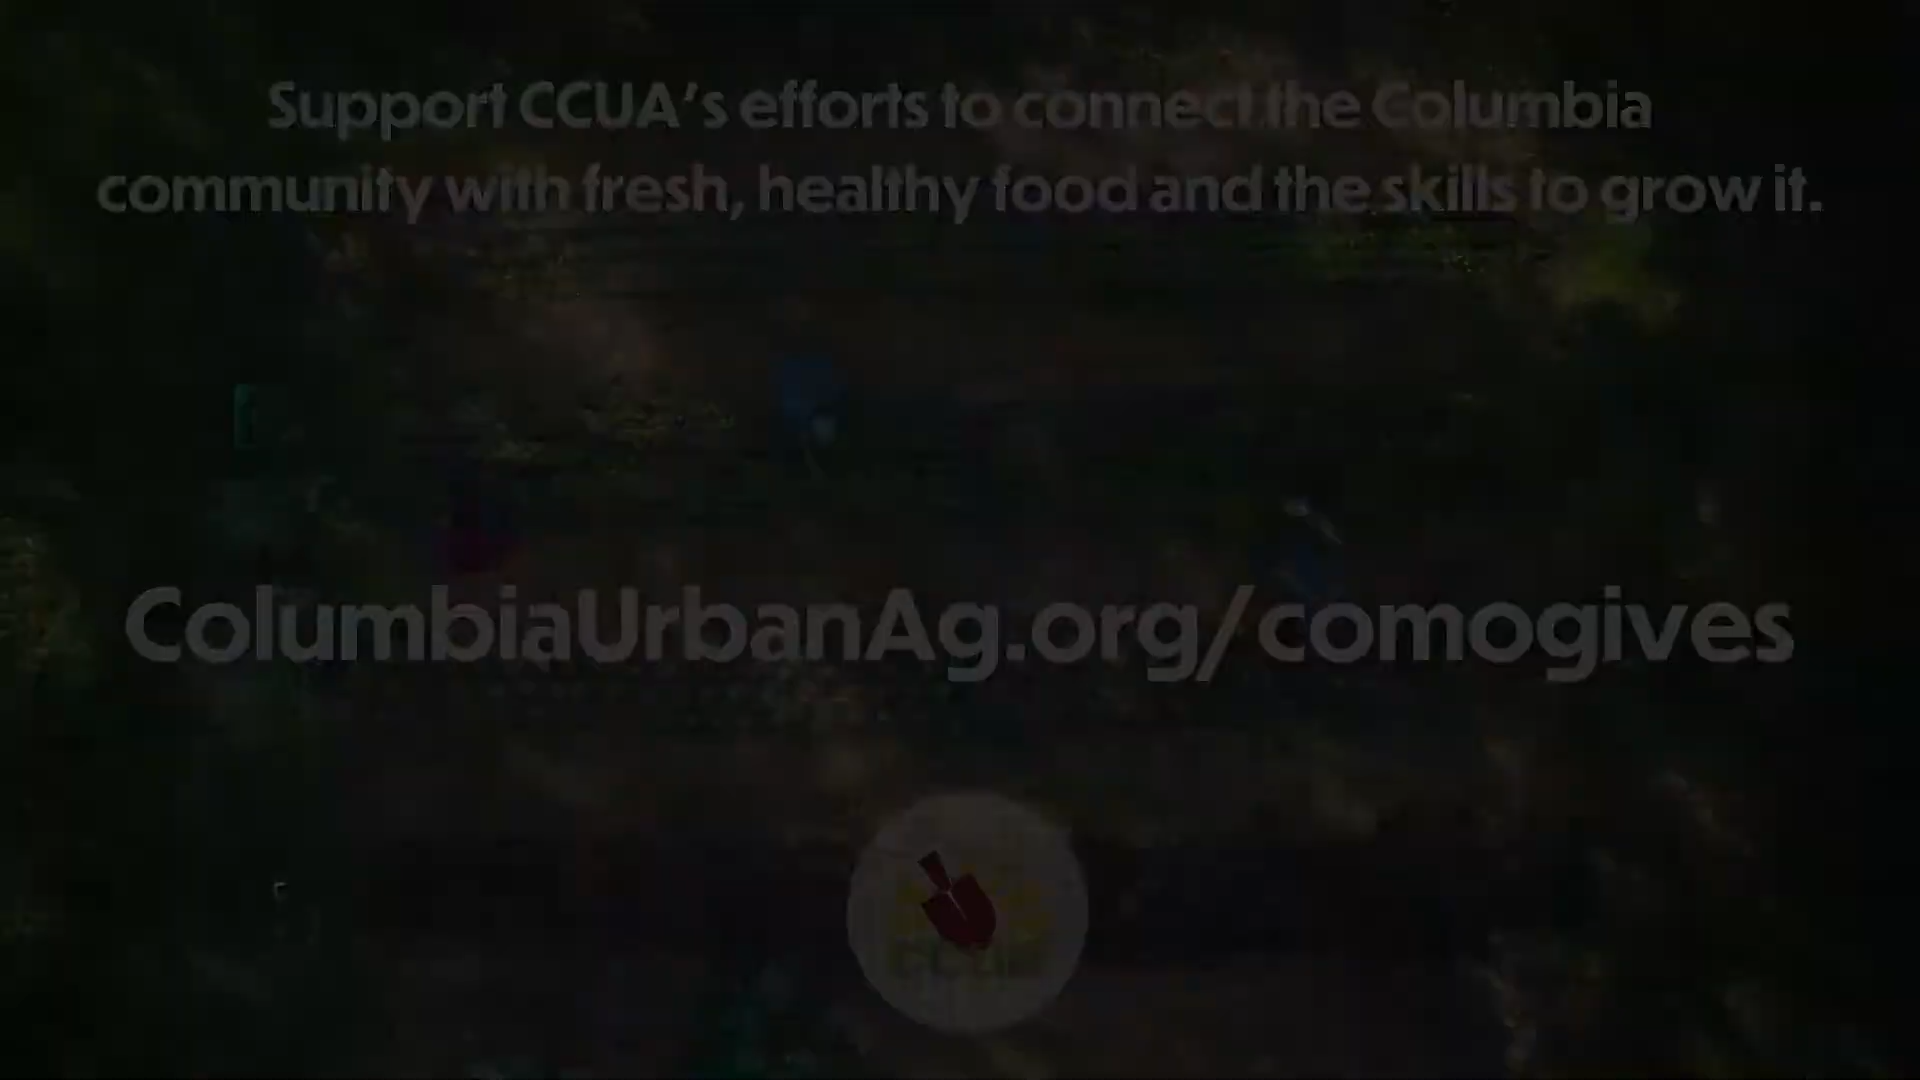 Support CCUA's efforts to connect the Columbia
community with fresh, healthy food and the skills to grow it.
ColumbiaUrbanAg.org/comogives
CCUA